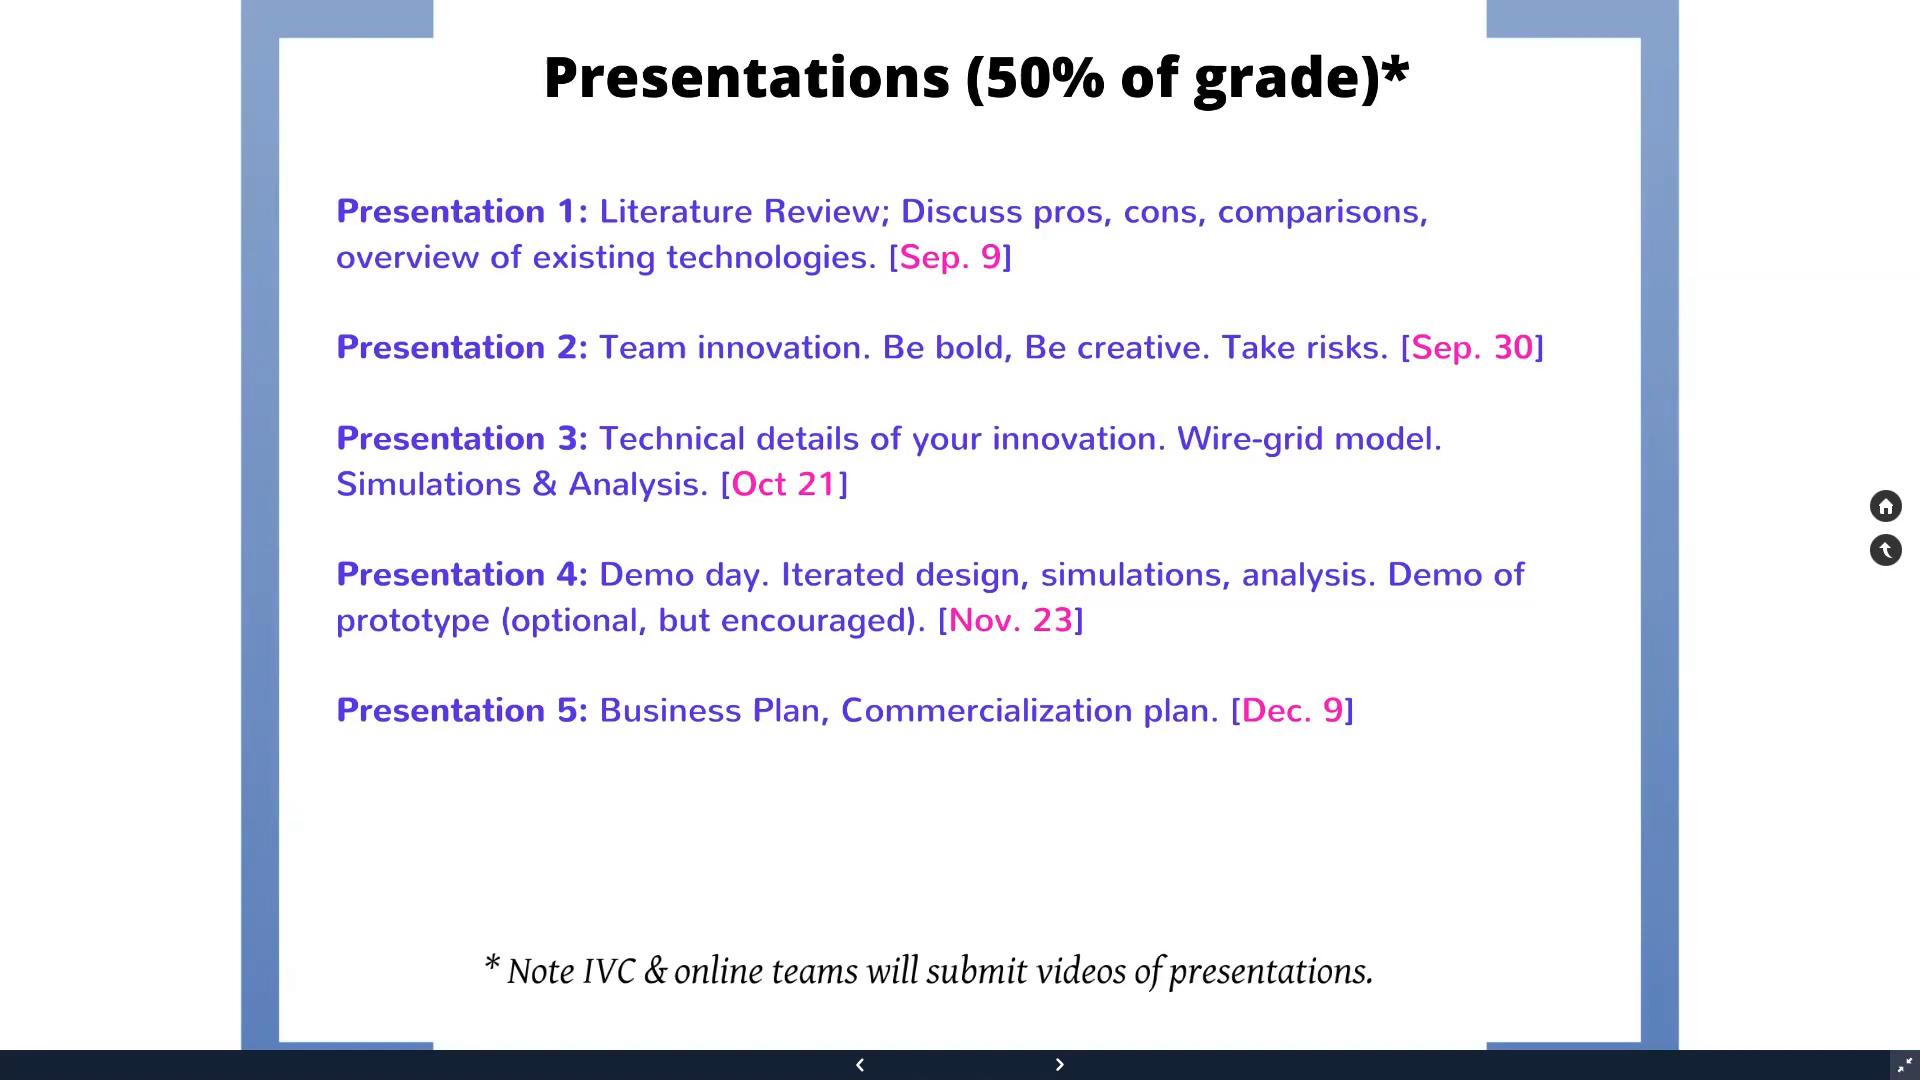 Presentations (50% of grade)*
Presentation 1: Literature Review; Discuss pros, cons, comparisons,
overview of existing technologies. [Sep. 9]
Presentation 2: Team innovation. Be bold, Be creative. Take risks. [Sep. 30]
Presentation 3: Technical details of your innovation. Wire-grid model.
Simulations & Analysis. [Oct 21]
Presentation 4: Demo day. Iterated design, simulations, analysis. Demo of
prototype (optional, but encouraged). [Nov. 23]
Presentation 5: Business Plan, Commercialization plan. [Dec. 9]
* Note IVC & online teams will submit videos of presentations.